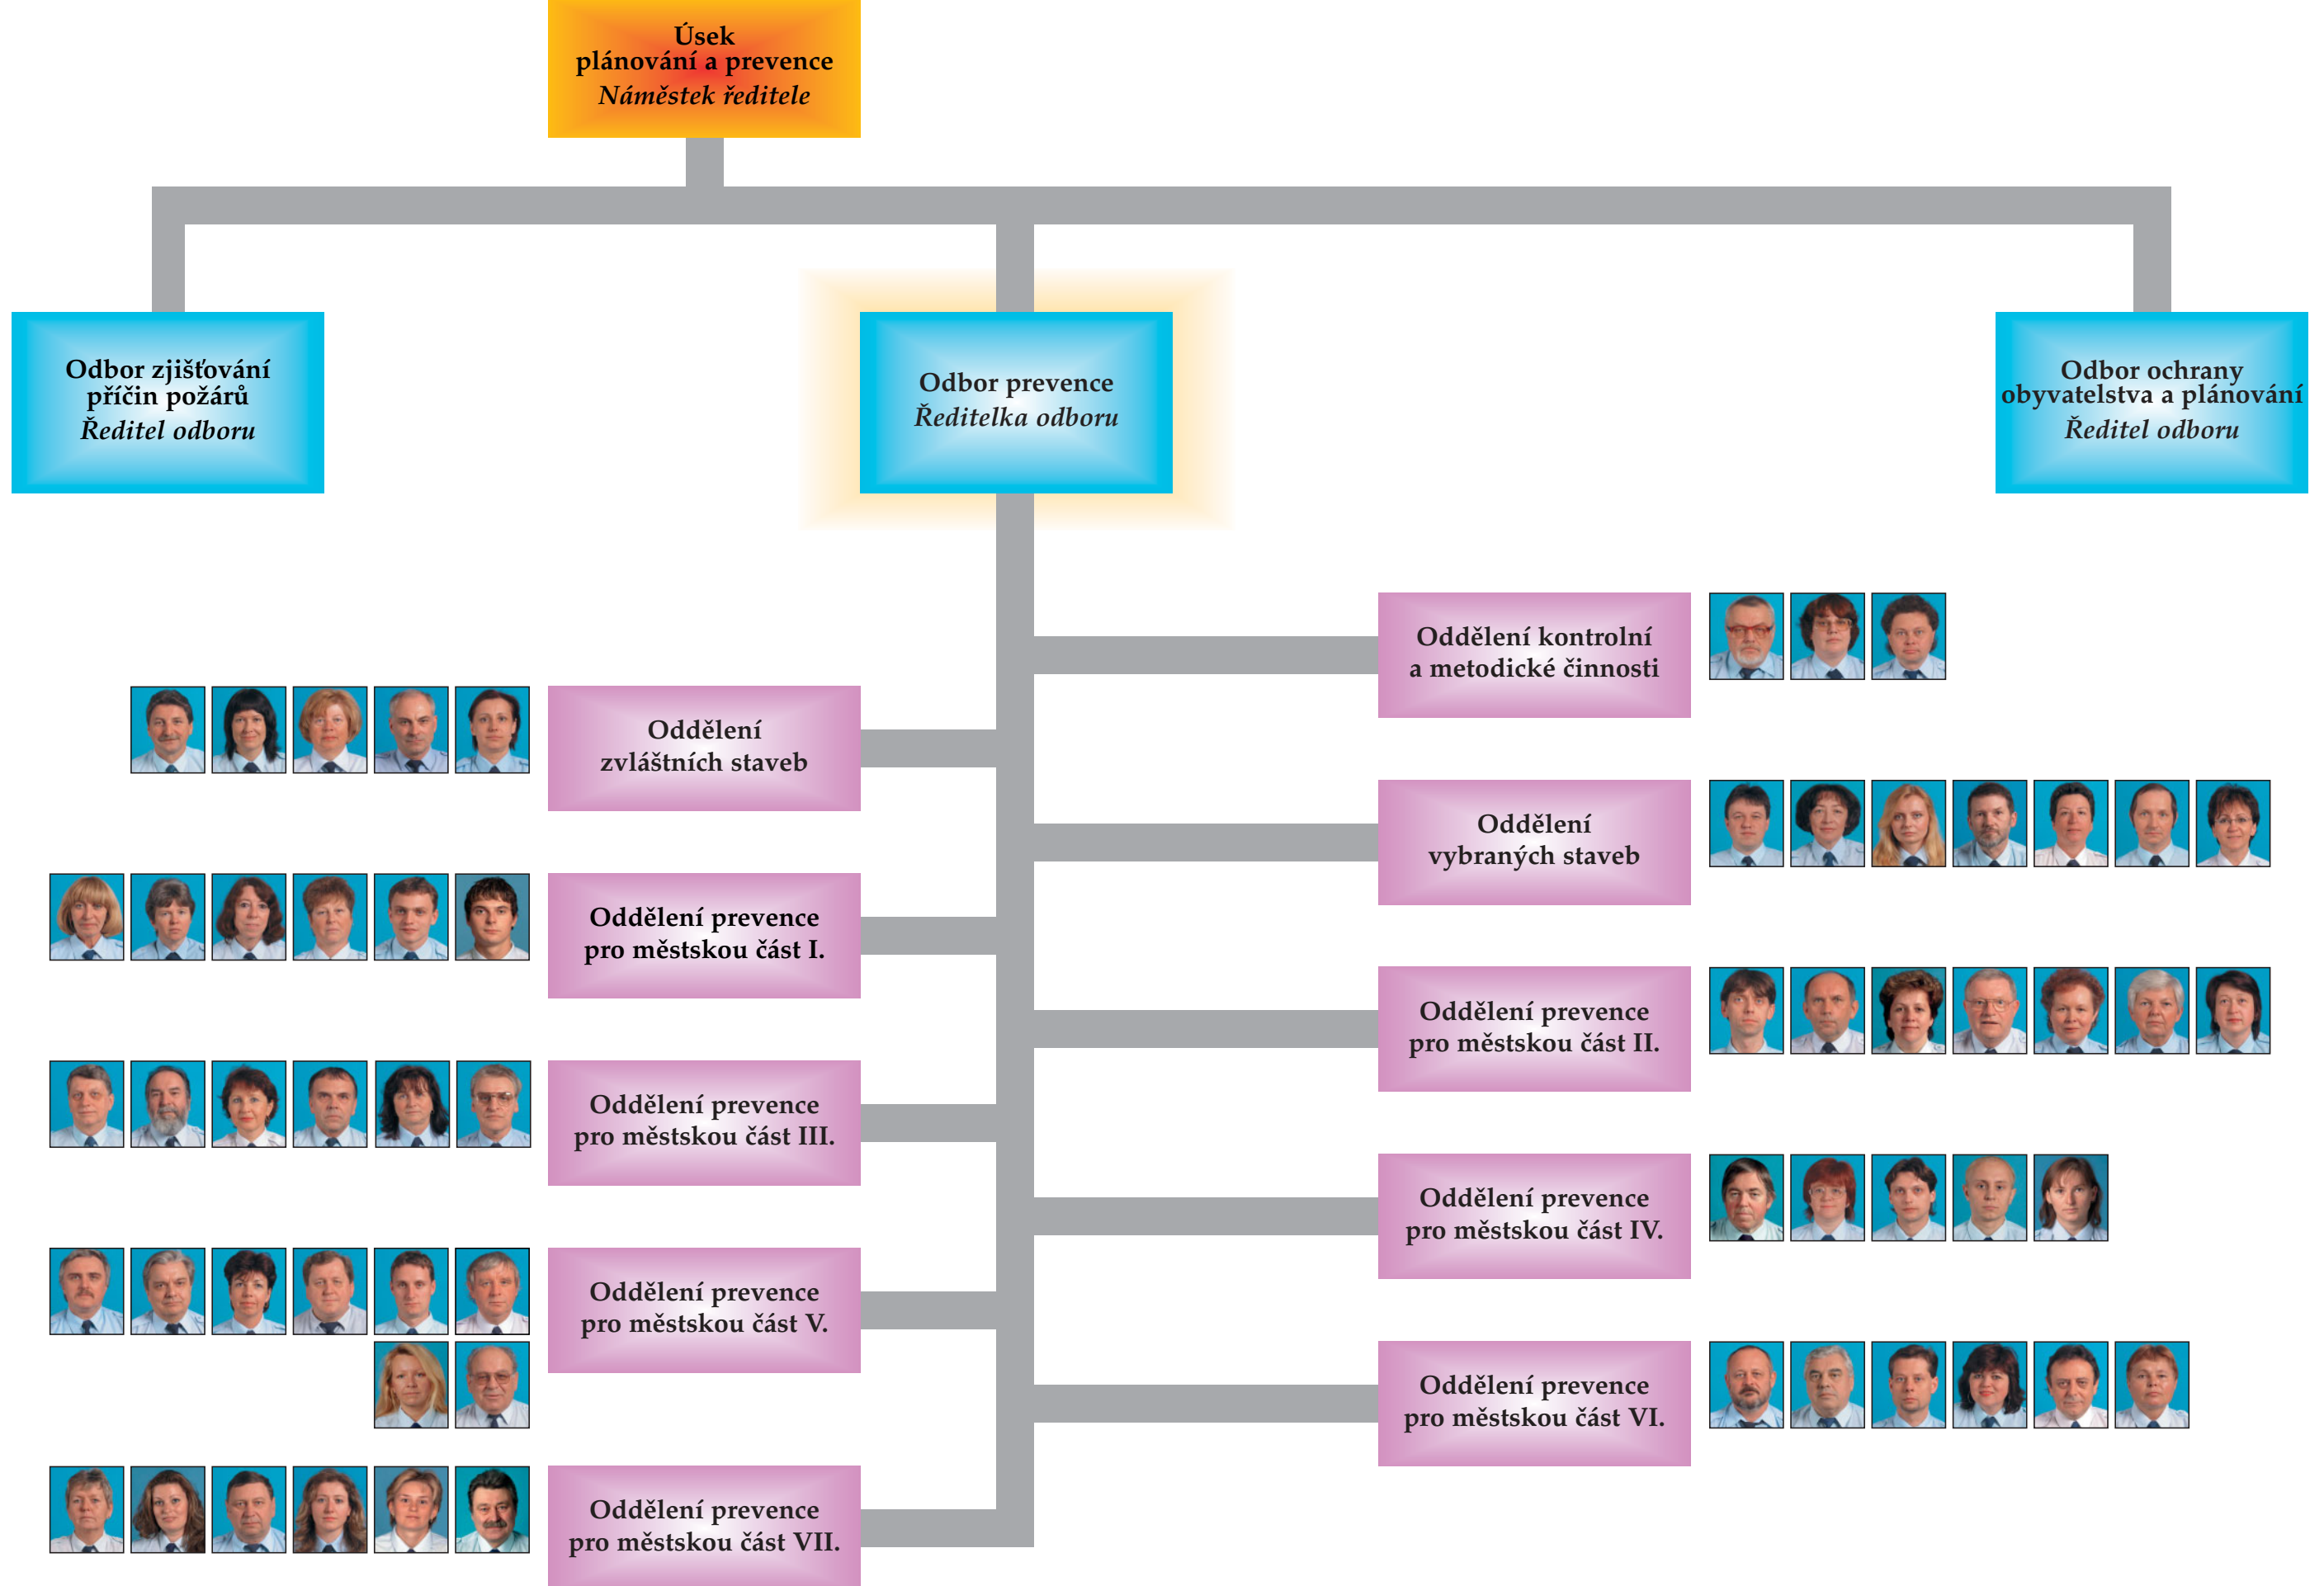 Úsek
plánování a prevence
Náměstek ředitele
Odbor zjišťování
příčin požárů
Ředitel odboru
Odbor prevence
Ředitelka odboru
Odbor ochrany
obyvatelstva a plánování
Ředitel odboru
Oddělení kontrolní
a metodické činnosti
Oddělení
zvláštních staveb
Oddělení
vybraných staveb
Oddělení prevence
pro městskou část I.
Oddělení prevence
pro městskou část II.
Oddělení prevence
pro městskou část III.
Oddělení prevence
pro městskou část IV.
Oddělení prevence
pro městskou část V.
Oddělení prevence
pro městskou část VI.
Oddělení prevence
pro městskou část VII.